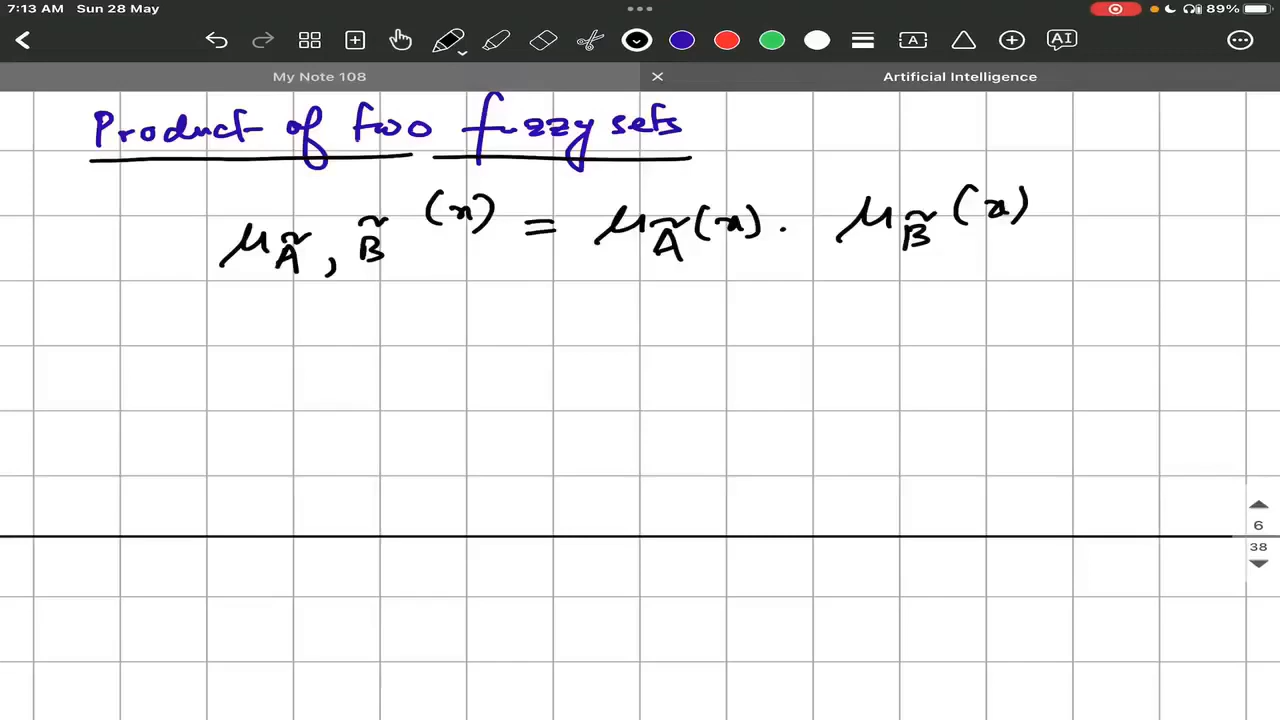 7:13 AM Sun 28 May 89%
A AI
My Note 108 Artificial Intelligence
Product of two fuzzy sets
μÃ, B̃ (x) = μÃ(x) . μB̃ (x)
6
38